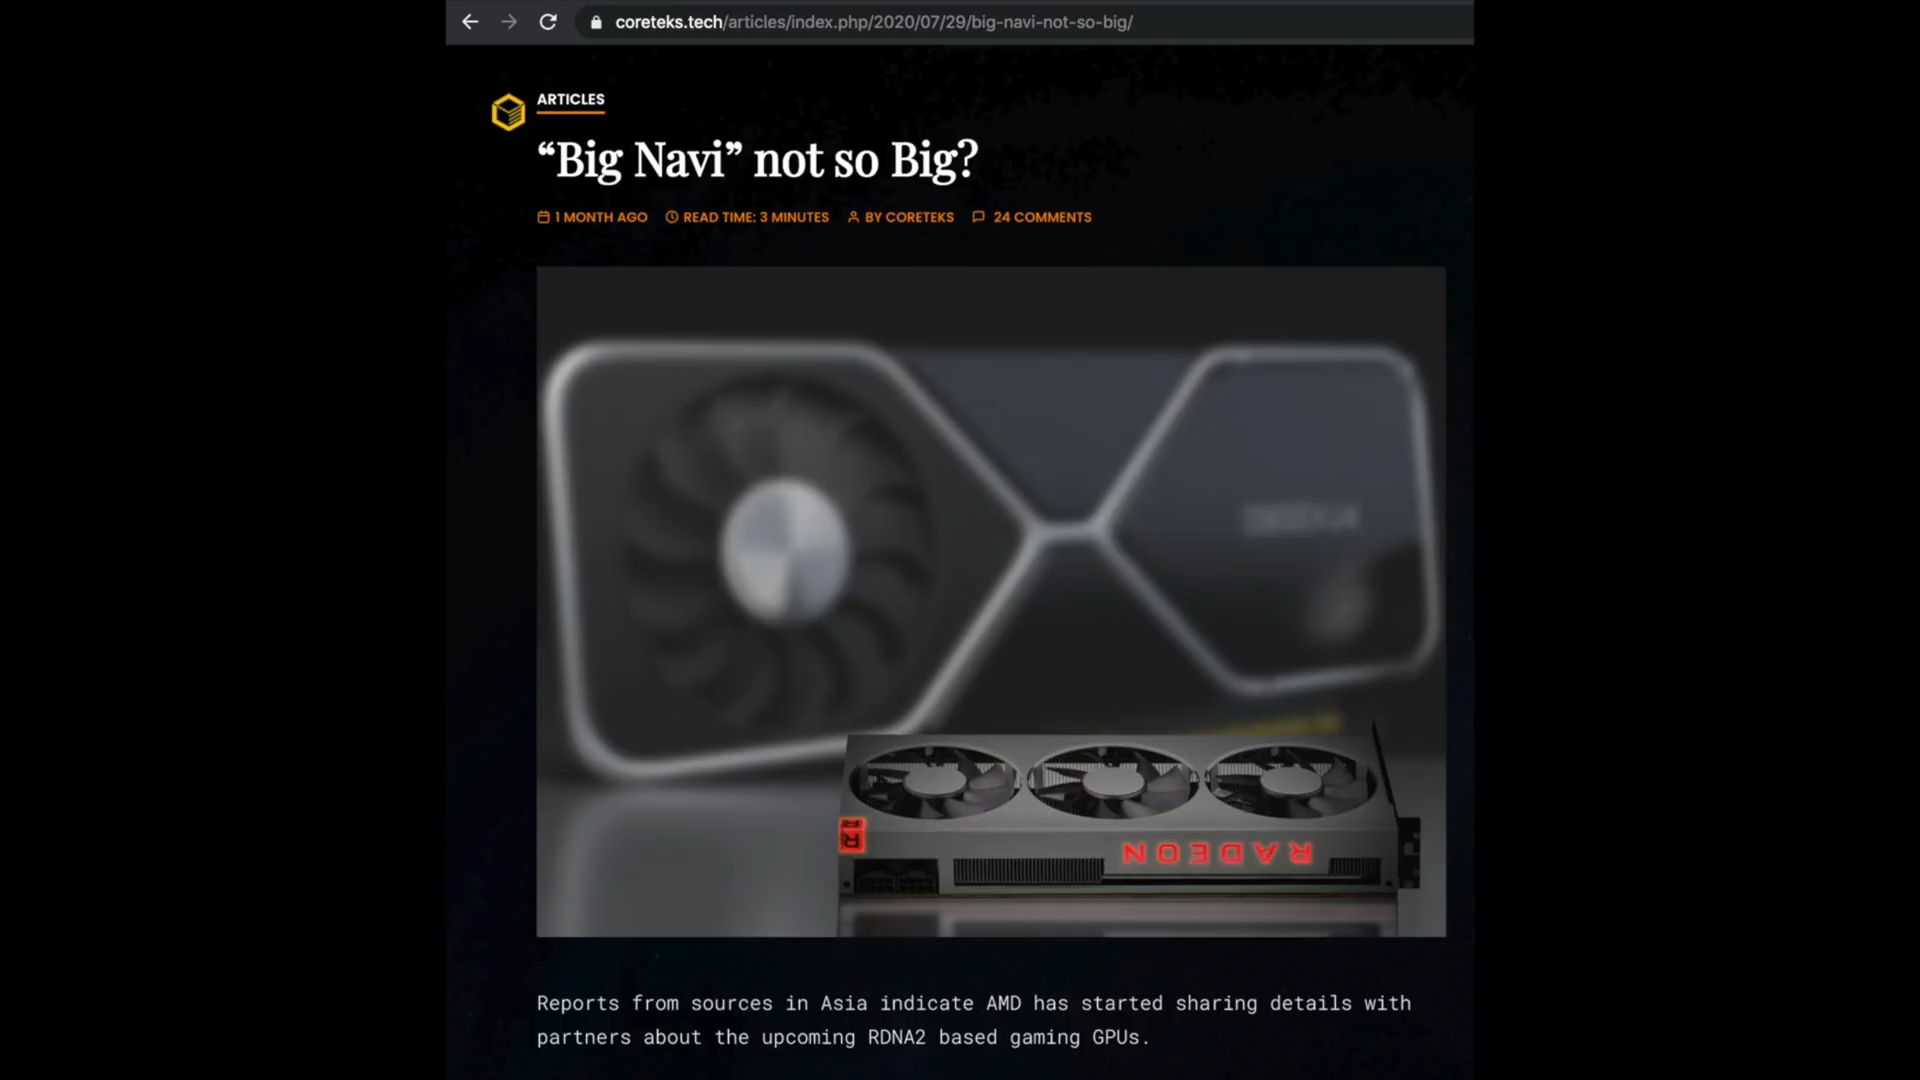 coreteks.tech/articles/index.php/2020/07/29/big-navi-not-so-big/
ARTICLES
“Big Navi” not so Big?
1 MONTH AGO READ TIME: 3 MINUTES BY CORETEKS 24 COMMENTS
R
RADEON
Reports from sources in Asia indicate AMD has started sharing details with
partners about the upcoming RDNA2 based gaming GPUs.